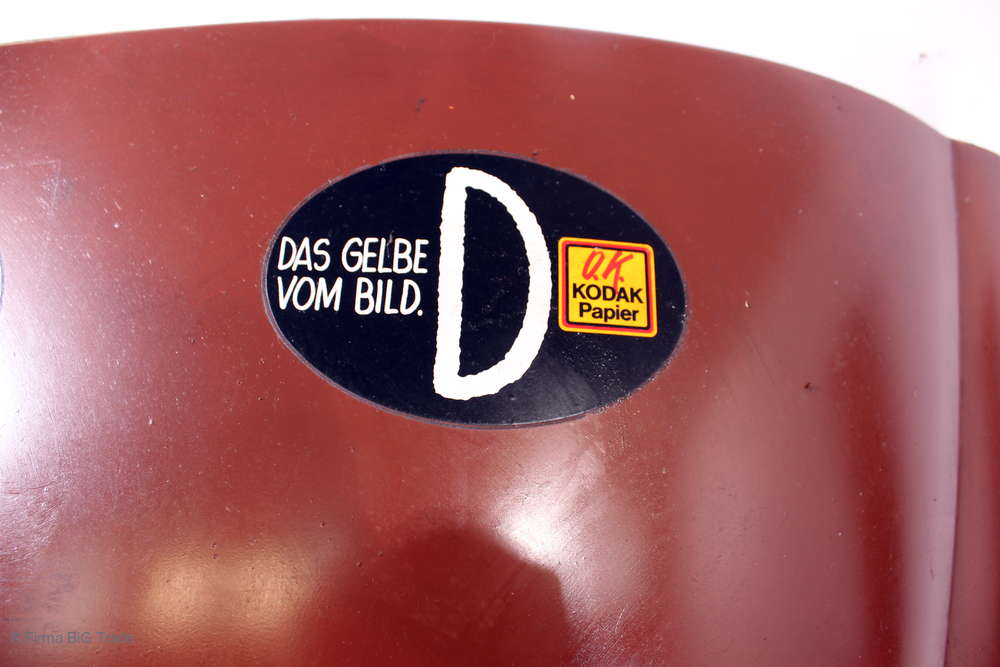 DAS GELBE
VOM BILD.
D
O.K.
KODAK
Papier